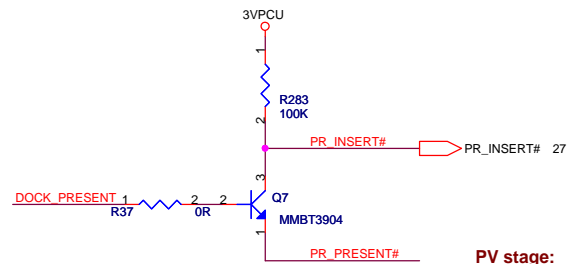 3VPCU
1
R283
100K
2
PR_INSERT#
PR_INSERT# 27
3
DOCK_PRESENT
1
2
2
Q7
R37
0R
MMBT3904
1
PR_PRESENT#
PV stage: